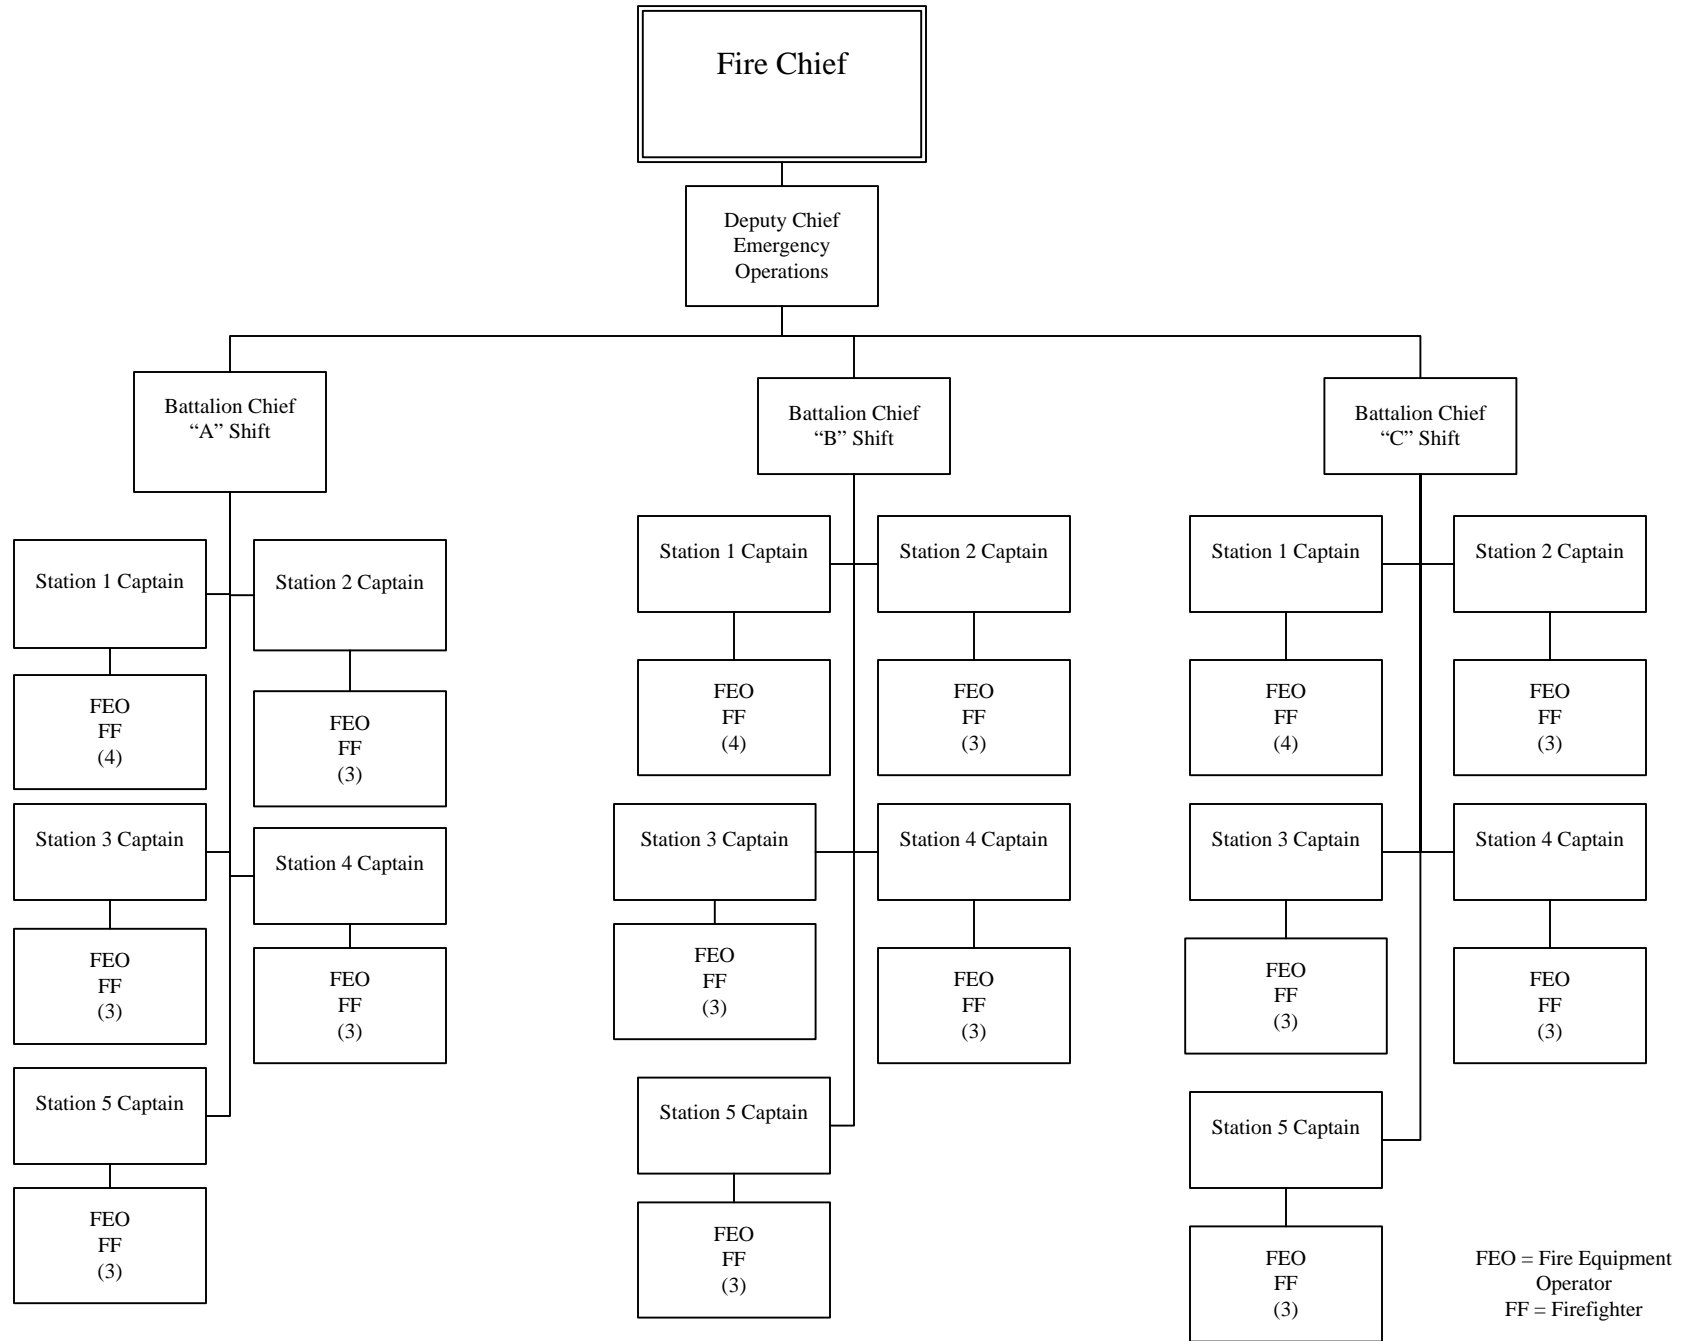 Fire Chief
Deputy Chief
Emergency
Operations
Battalion Chief
“A” Shift
Battalion Chief
“B” Shift
Battalion Chief
“C” Shift
Station 1 Captain
Station 2 Captain
FEO
FF
(4)
FEO
FF
(3)
Station 3 Captain
Station 4 Captain
FEO
FF
(3)
FEO
FF
(3)
Station 5 Captain
FEO
FF
(3)
Station 1 Captain
Station 2 Captain
FEO
FF
(4)
FEO
FF
(3)
Station 3 Captain
Station 4 Captain
FEO
FF
(3)
FEO
FF
(3)
Station 5 Captain
FEO
FF
(3)
Station 1 Captain
Station 2 Captain
FEO
FF
(4)
FEO
FF
(3)
Station 3 Captain
Station 4 Captain
FEO
FF
(3)
FEO
FF
(3)
Station 5 Captain
FEO
FF
(3)
FEO = Fire Equipment
Operator
FF = Firefighter